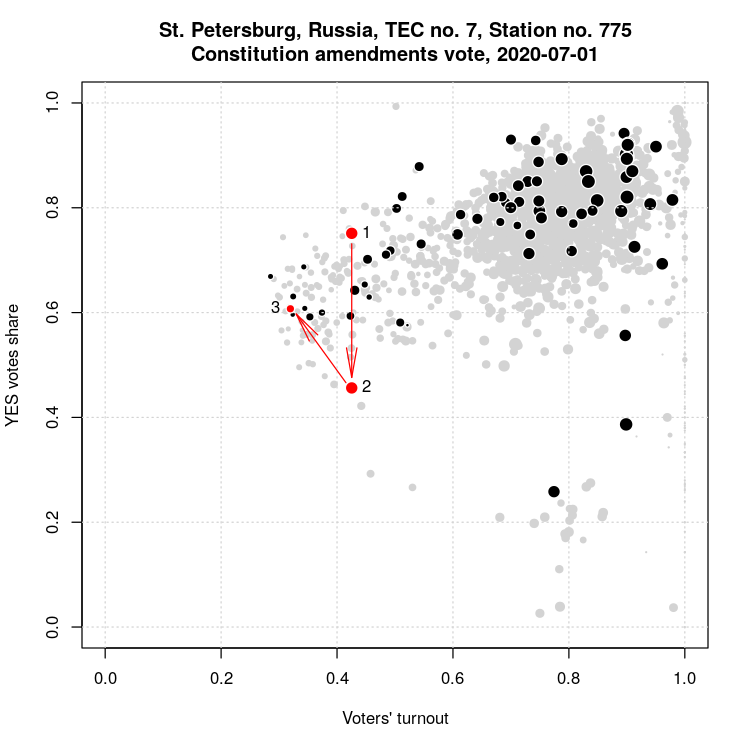 St. Petersburg, Russia, TEC no. 7, Station no. 775
Constitution amendments vote, 2020-07-01
YES votes share
1.0
0.8
0.6
0.4
0.2
0.0
1
3
2
0.0 0.2 0.4 0.6 0.8 1.0
Voters' turnout